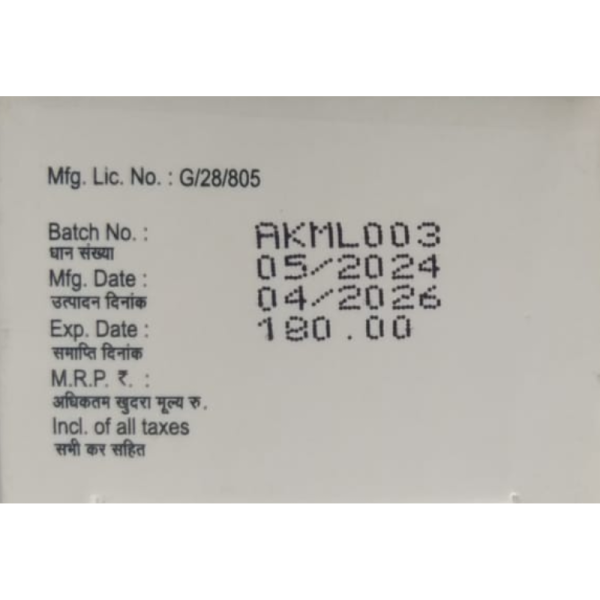 Mfg. Lic. No. : G/28/805
Batch No. : AKML003
घान संख्या
Mfg. Date : 05/2024
उत्पादन दिनांक 04/2026
Exp. Date : 180.00
समाप्ति दिनांक
M.R.P. ₹. :
अधिकतम खुदरा मूल्य रु.
Incl. of all taxes
सभी कर सहित